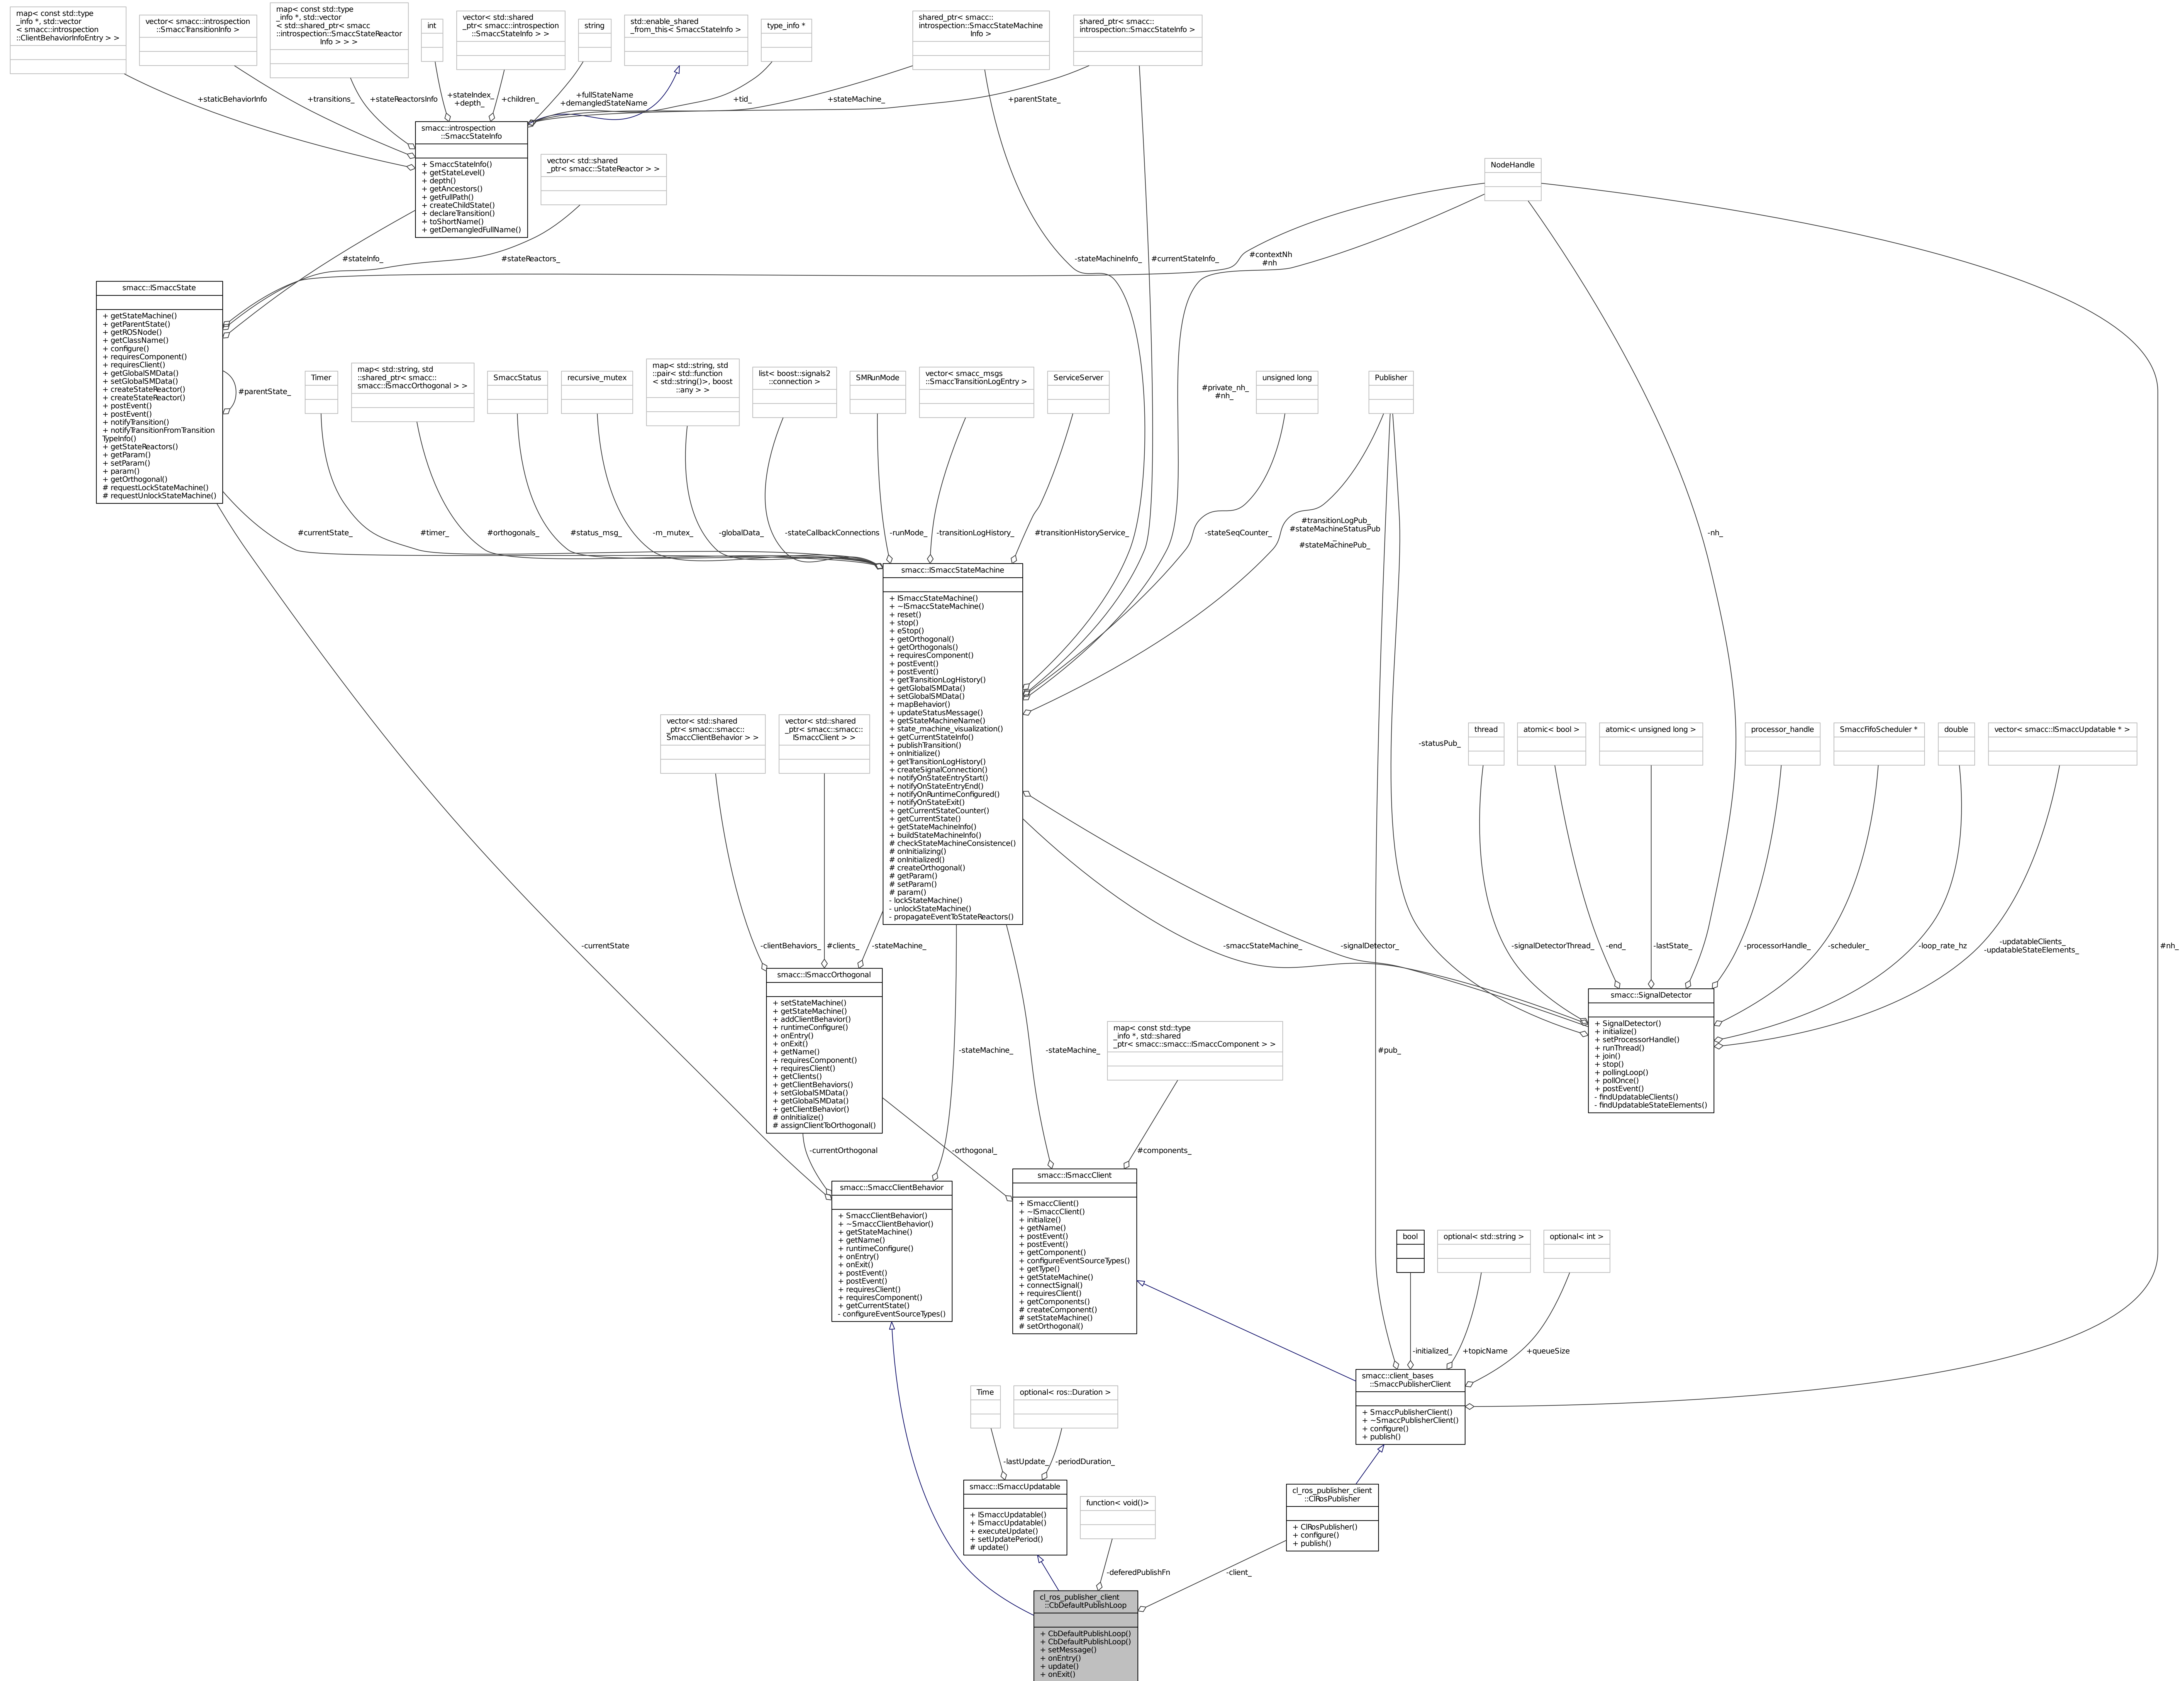 map< const std::type
_info *, std::vector
< smacc::introspection
::ClientBehaviorInfoEntry > >
vector< smacc::introspection
::SmaccTransitionInfo >
map< const std::type
_info *, std::vector
< std::shared_ptr< smacc
::introspection::SmaccStateReactor
Info > > >
int
vector< std::shared
_ptr< smacc::introspection
::SmaccStateInfo > >
string
std::enable_shared
_from_this< SmaccStateInfo >
type_info *
shared_ptr< smacc::
introspection::SmaccStateMachine
Info >
shared_ptr< smacc::
introspection::SmaccStateInfo >
+staticBehaviorInfo
+transitions_
+stateReactorsInfo
+stateIndex_
+depth_
+children_
+fullStateName
+demangledStateName
+tid_
+stateMachine_
+parentState_
smacc::introspection
::SmaccStateInfo
+ SmaccStateInfo()
+ getStateLevel()
+ depth()
+ getAncestors()
+ getFullPath()
+ createChildState()
+ declareTransition()
+ toShortName()
+ getDemangledFullName()
vector< std::shared
_ptr< smacc::StateReactor > >
NodeHandle
#stateInfo_
#stateReactors_
-stateMachineInfo_
#currentStateInfo_
#contextNh
#nh
smacc::ISmaccState
+ getStateMachine()
+ getParentState()
+ getROSNode()
+ getClassName()
+ configure()
+ requiresComponent()
+ requiresClient()
+ getGlobalSMData()
+ setGlobalSMData()
+ createStateReactor()
+ createStateReactor()
+ postEvent()
+ postEvent()
+ notifyTransition()
+ notifyTransitionFromTransition
TypeInfo()
+ getStateReactors()
+ getParam()
+ setParam()
+ param()
+ getOrthogonal()
# requestLockStateMachine()
# requestUnlockStateMachine()
#parentState_
Timer
map< std::string, std
::shared_ptr< smacc::
smacc::ISmaccOrthogonal > >
SmaccStatus
recursive_mutex
map< std::string, std
::pair< std::function
< std::string()>, boost
::any > >
list< boost::signals2
::connection >
SMRunMode
vector< smacc_msgs
::SmaccTransitionLogEntry >
ServiceServer
#private_nh_
#nh_
unsigned long
Publisher
#currentState_
#timer_
#orthogonals_
#status_msg_
-m_mutex_
-globalData_
-stateCallbackConnections
-runMode_
-transitionLogHistory_
#transitionHistoryService_
-stateSeqCounter_
#transitionLogPub_
#stateMachineStatusPub
_
#stateMachinePub_
-nh_
smacc::ISmaccStateMachine
+ ISmaccStateMachine()
+ ~ISmaccStateMachine()
+ reset()
+ stop()
+ eStop()
+ getOrthogonal()
+ getOrthogonals()
+ requiresComponent()
+ postEvent()
+ postEvent()
+ getTransitionLogHistory()
+ getGlobalSMData()
+ setGlobalSMData()
+ mapBehavior()
+ updateStatusMessage()
+ getStateMachineName()
+ state_machine_visualization()
+ getCurrentStateInfo()
+ publishTransition()
+ onInitialize()
+ getTransitionLogHistory()
+ createSignalConnection()
+ notifyOnStateEntryStart()
+ notifyOnStateEntryEnd()
+ notifyOnRuntimeConfigured()
+ notifyOnStateExit()
+ getCurrentStateCounter()
+ getCurrentState()
+ getStateMachineInfo()
+ buildStateMachineInfo()
# checkStateMachineConsistence()
# onInitializing()
# onInitialized()
# createOrthogonal()
# getParam()
# setParam()
# param()
- lockStateMachine()
- unlockStateMachine()
- propagateEventToStateReactors()
vector< std::shared
_ptr< smacc::smacc::
SmaccClientBehavior > >
vector< std::shared
_ptr< smacc::smacc::
ISmaccClient > >
-statusPub_
thread
atomic< bool >
atomic< unsigned long >
processor_handle
SmaccFifoScheduler *
double
vector< smacc::ISmaccUpdatable * >
-currentState
-clientBehaviors_
#clients_
-stateMachine_
-smaccStateMachine_
-signalDetector_
-signalDetectorThread_
-end_
-lastState_
-processorHandle_
-scheduler_
-loop_rate_hz
-updatableClients_
-updatableStateElements_
#nh_
smacc::ISmaccOrthogonal
+ setStateMachine()
+ getStateMachine()
+ addClientBehavior()
+ runtimeConfigure()
+ onEntry()
+ onExit()
+ getName()
+ requiresComponent()
+ requiresClient()
+ getClients()
+ getClientBehaviors()
+ setGlobalSMData()
+ getGlobalSMData()
+ getClientBehavior()
# onInitialize()
# assignClientToOrthogonal()
smacc::SignalDetector
+ SignalDetector()
+ initialize()
+ setProcessorHandle()
+ runThread()
+ join()
+ stop()
+ pollingLoop()
+ pollOnce()
+ postEvent()
- findUpdatableClients()
- findUpdatableStateElements()
map< const std::type
_info *, std::shared
_ptr< smacc::smacc::ISmaccComponent > >
-stateMachine_
-stateMachine_
#pub_
-currentOrthogonal
-orthogonal_
#components_
smacc::SmaccClientBehavior
+ SmaccClientBehavior()
+ ~SmaccClientBehavior()
+ getStateMachine()
+ getName()
+ runtimeConfigure()
+ onEntry()
+ onExit()
+ postEvent()
+ postEvent()
+ requiresClient()
+ requiresComponent()
+ getCurrentState()
- configureEventSourceTypes()
smacc::ISmaccClient
+ ISmaccClient()
+ ~ISmaccClient()
+ initialize()
+ getName()
+ postEvent()
+ postEvent()
+ getComponent()
+ configureEventSourceTypes()
+ getType()
+ getStateMachine()
+ connectSignal()
+ requiresClient()
+ getComponents()
# createComponent()
# setStateMachine()
# setOrthogonal()
bool
optional< std::string >
optional< int >
-initialized_
+topicName
+queueSize
smacc::client_bases
::SmaccPublisherClient
+ SmaccPublisherClient()
+ ~SmaccPublisherClient()
+ configure()
+ publish()
Time
optional< ros::Duration >
-lastUpdate_
-periodDuration_
smacc::ISmaccUpdatable
+ ISmaccUpdatable()
+ ISmaccUpdatable()
+ executeUpdate()
+ setUpdatePeriod()
# update()
function< void()>
cl_ros_publisher_client
::ClRosPublisher
+ ClRosPublisher()
+ configure()
+ publish()
-deferedPublishFn
-client_
cl_ros_publisher_client
::CbDefaultPublishLoop
+ CbDefaultPublishLoop()
+ CbDefaultPublishLoop()
+ setMessage()
+ onEntry()
+ update()
+ onExit()